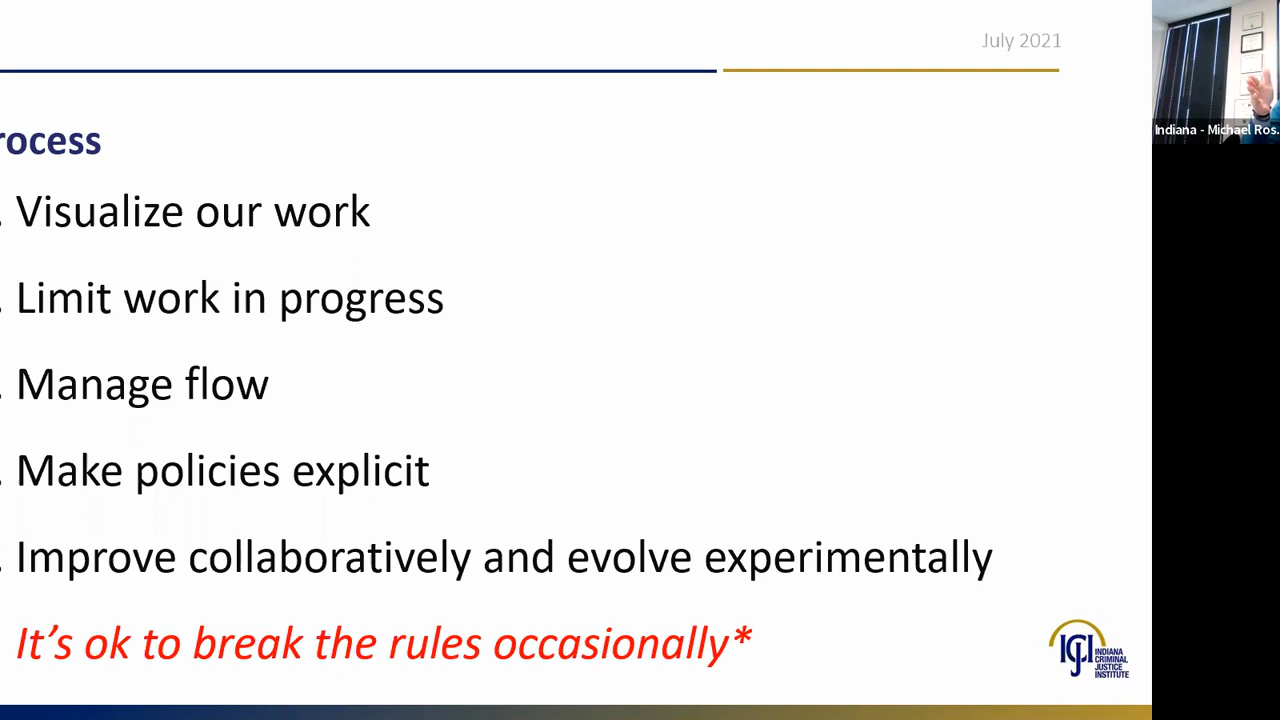 July 2021
rocess
. Visualize our work
. Limit work in progress
. Manage flow
. Make policies explicit
. Improve collaboratively and evolve experimentally
It's ok to break the rules occasionally*
Indiana - Michael Ros.
ICJI
INDIANA
CRIMINAL
JUSTICE
INSTITUTE